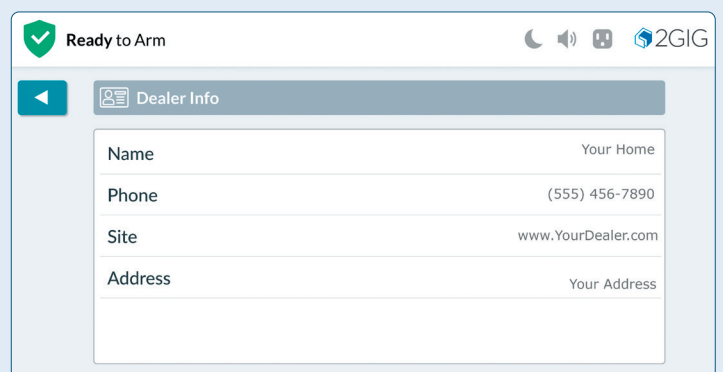 Ready to Arm
2GIG
Dealer Info
Name Your Home
Phone (555) 456-7890
Site www.YourDealer.com
Address Your Address